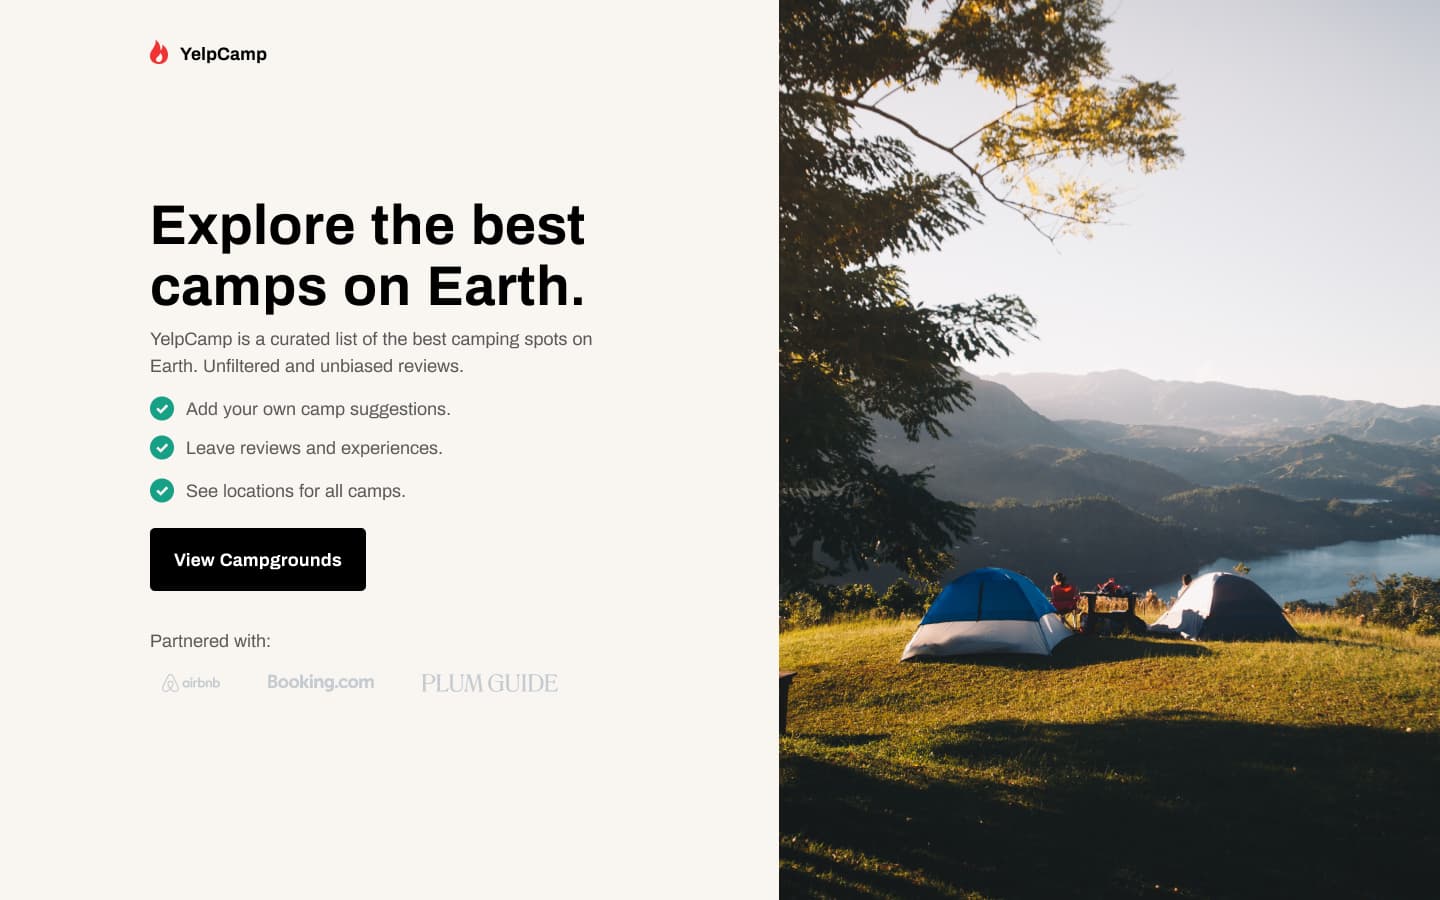 YelpCamp
Explore the best
camps on Earth.
YelpCamp is a curated list of the best camping spots on
Earth. Unfiltered and unbiased reviews.
Add your own camp suggestions.
Leave reviews and experiences.
See locations for all camps.
View Campgrounds
Partnered with:
airbnb Booking.com PLUM GUIDE